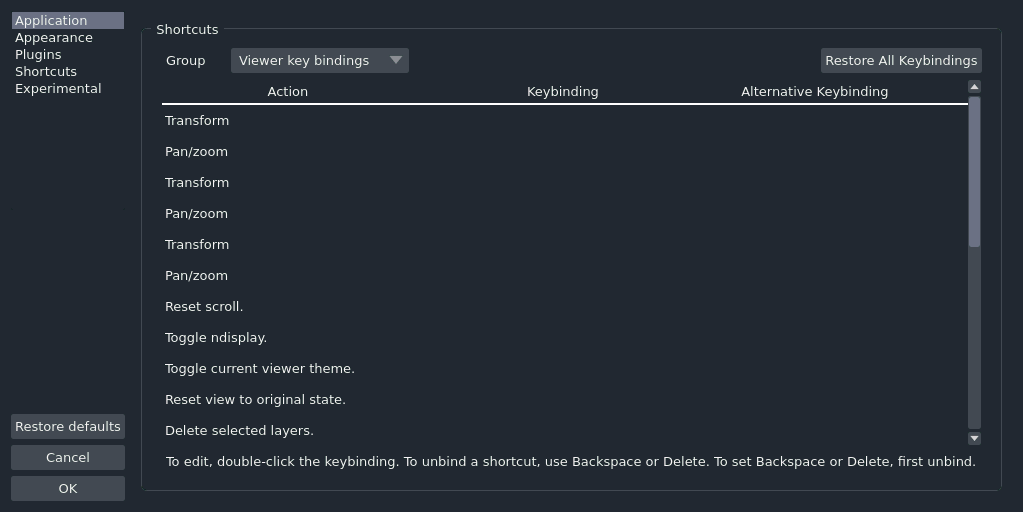 Application
Appearance
Plugins
Shortcuts
Experimental
Restore defaults
Cancel
OK
Shortcuts
Group Viewer key bindings Restore All Keybindings
Action Keybinding Alternative Keybinding
Transform
Pan/zoom
Transform
Pan/zoom
Transform
Pan/zoom
Reset scroll.
Toggle ndisplay.
Toggle current viewer theme.
Reset view to original state.
Delete selected layers.
To edit, double-click the keybinding. To unbind a shortcut, use Backspace or Delete. To set Backspace or Delete, first unbind.